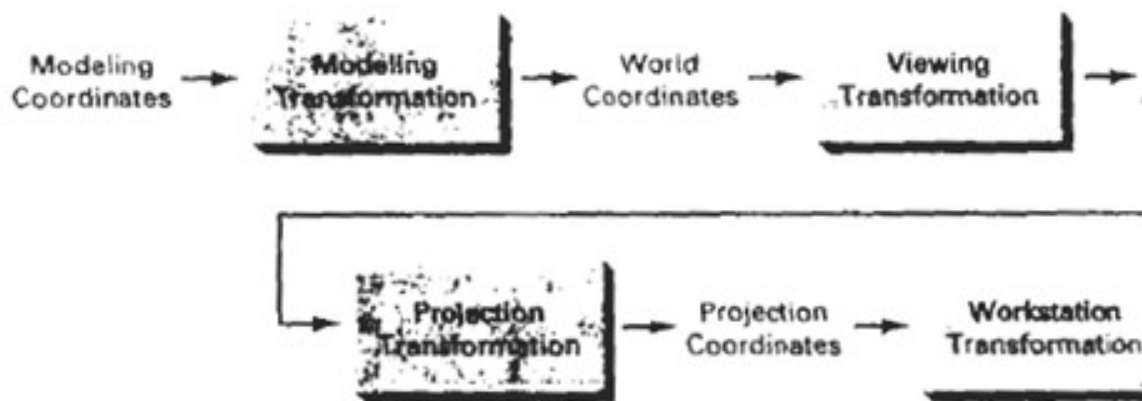 Modeling
Coordinates
Modeling
Transformation
World
Coordinates
Viewing
Transformation
Projection
Transformation
Projection
Coordinates
Workstation
Transformation